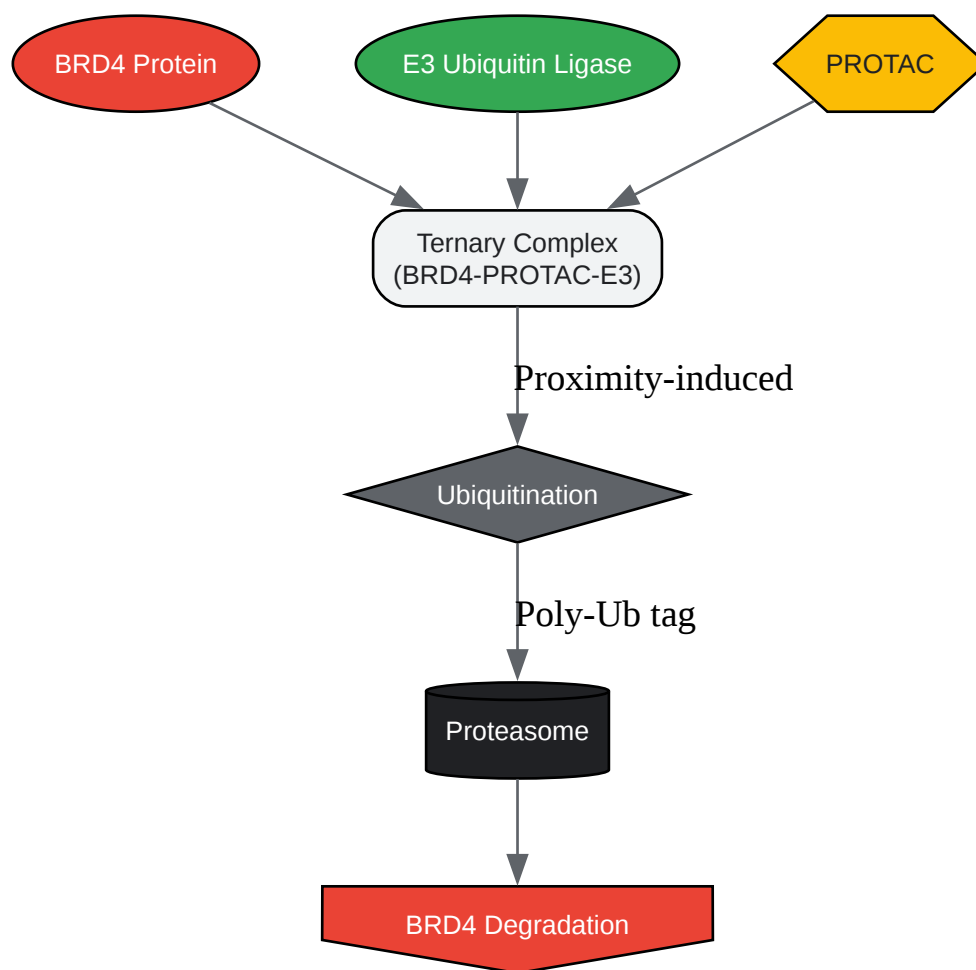 BRD4 Protein
E3 Ubiquitin Ligase
PROTAC
Ternary Complex
(BRD4-PROTAC-E3)
Proximity-induced
Ubiquitination
Poly-Ub tag
Proteasome
BRD4 Degradation